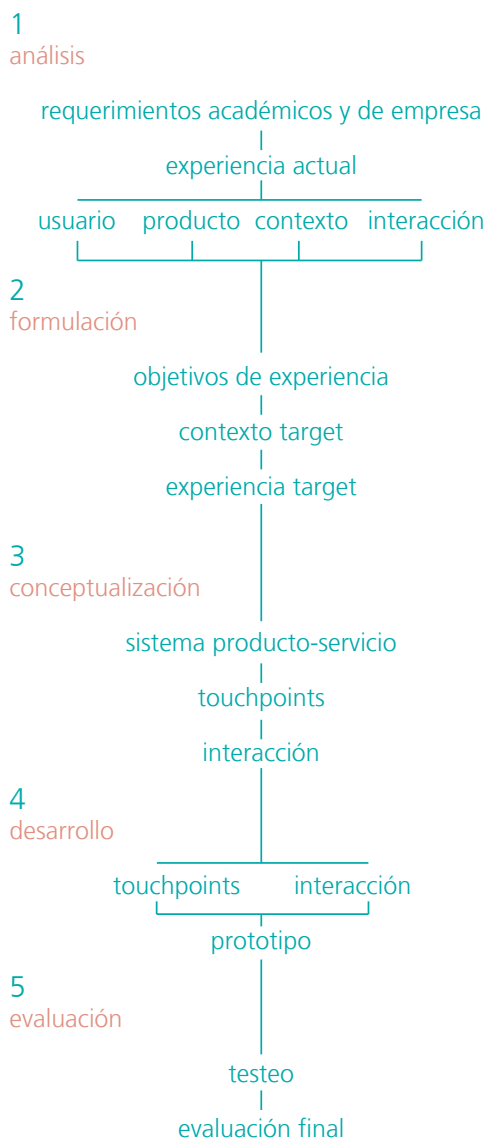 1
análisis
requerimientos académicos y de empresa
experiencia actual
usuario producto contexto interacción
2
formulación
objetivos de experiencia
contexto target
experiencia target
3
conceptualización
sistema producto-servicio
touchpoints
interacción
4
desarrollo
touchpoints interacción
prototipo
5
evaluación
testeo
evaluación final